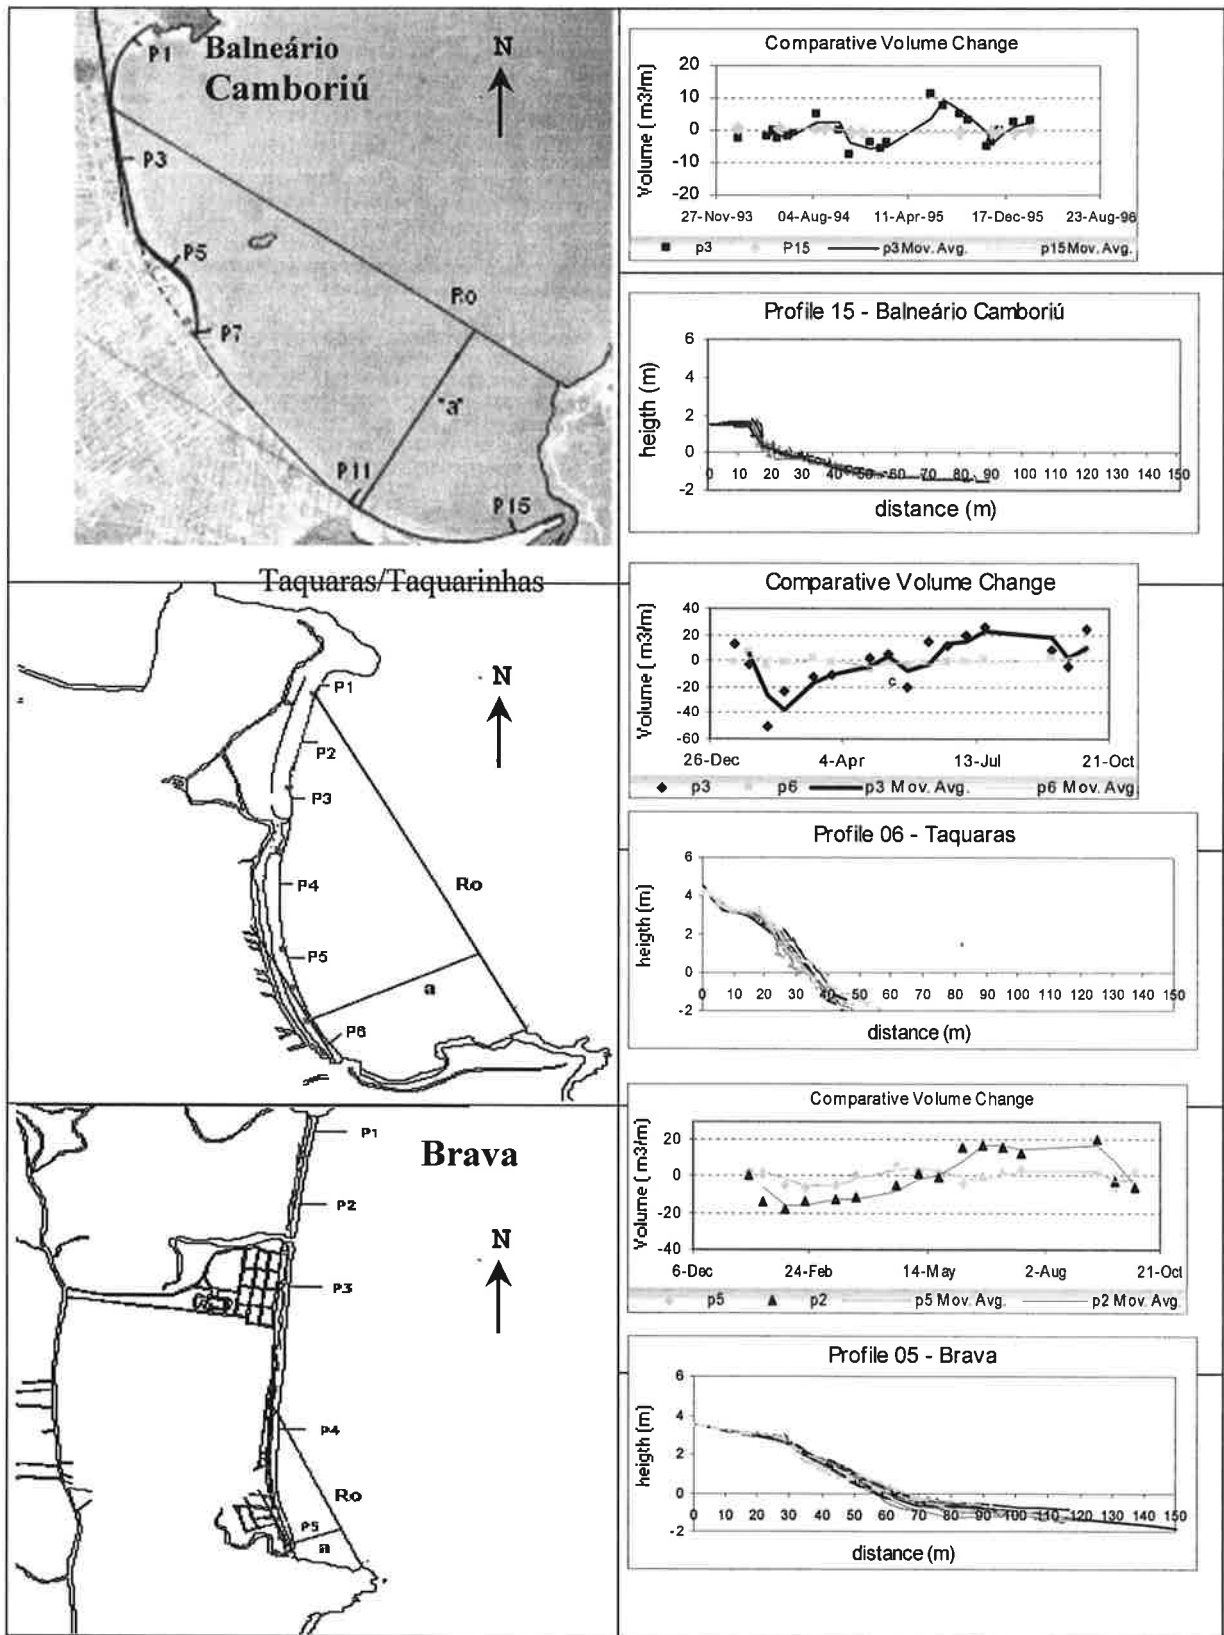 Balneário
Camboriú
N
P1
P3
P5
P7
Ro
"a"
P11
P15
Comparative Volume Change
Volume ( m3/m)
20
10
0
-10
-20
27-Nov-93 04-Aug-94 11-Apr-95 17-Dec-95 23-Aug-96
p3 P15 p3 Mov. Avg. p15 Mov. Avg.
Profile 15 - Balneário Camboriú
heigth (m)
6
4
2
0
-2
0 10 20 30 40 50 60 70 80 90 100 110 120 130 140 150
distance (m)
Taquaras/Taquarinhas
N
P1
P2
P3
P4
Ro
P5
a
P6
Comparative Volume Change
Volume ( m3/m)
40
20
0
-20
-40
-60
c
26-Dec 4-Apr 13-Jul 21-Oct
p3 p6 p3 Mov. Avg. p6 Mov. Avg.
Profile 06 - Taquaras
heigth (m)
6
4
2
0
-2
0 10 20 30 40 50 60 70 80 90 100 110 120 130 140 150
distance (m)
Brava
N
P1
P2
P3
P4
Ro
P5
a
Comparative Volume Change
Volume ( m3/m)
20
0
-20
-40
6-Dec 24-Feb 14-May 2-Aug 21-Oct
p5 p2 p5 Mov. Avg. p2 Mov. Avg.
Profile 05 - Brava
heigth (m)
6
4
2
0
-2
0 10 20 30 40 50 60 70 80 90 100 110 120 130 140 150
distance (m)